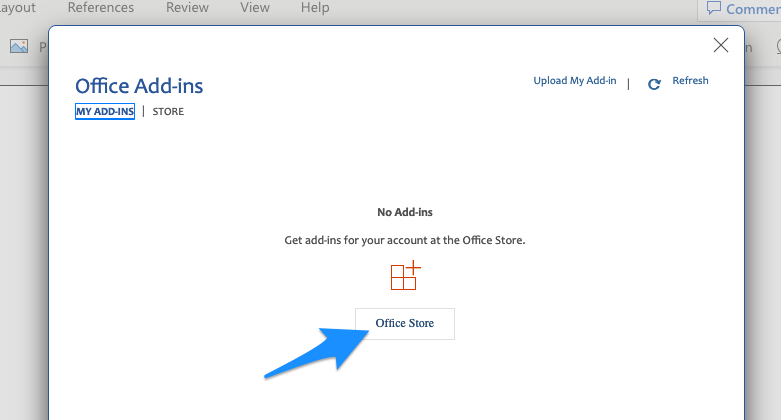 ayout References Review View Help
Commen
P
n
Office Add-ins
Upload My Add-in | Refresh
MY ADD-INS | STORE
No Add-ins
Get add-ins for your account at the Office Store.
Office Store